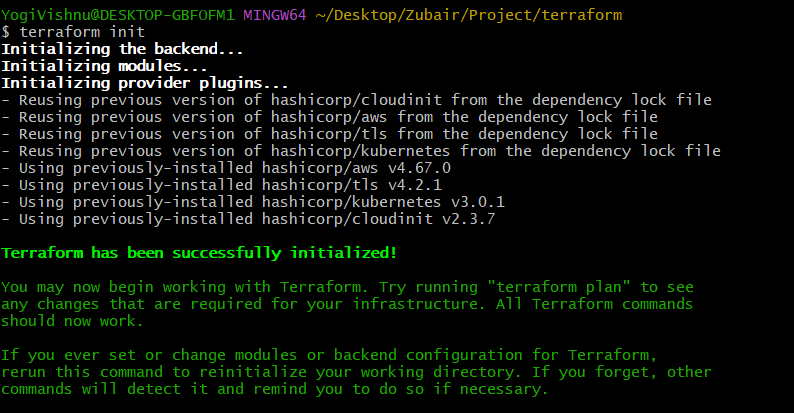 YogiVishnu@DESKTOP-GBFOFM1 MINGW64 ~/Desktop/Zubair/Project/terraform
$ terraform init
Initializing the backend...
Initializing modules...
Initializing provider plugins...
- Reusing previous version of hashicorp/cloudinit from the dependency lock file
- Reusing previous version of hashicorp/aws from the dependency lock file
- Reusing previous version of hashicorp/tls from the dependency lock file
- Reusing previous version of hashicorp/kubernetes from the dependency lock file
- Using previously-installed hashicorp/aws v4.67.0
- Using previously-installed hashicorp/tls v4.2.1
- Using previously-installed hashicorp/kubernetes v3.0.1
- Using previously-installed hashicorp/cloudinit v2.3.7
Terraform has been successfully initialized!
You may now begin working with Terraform. Try running "terraform plan" to see
any changes that are required for your infrastructure. All Terraform commands
should now work.
If you ever set or change modules or backend configuration for Terraform,
rerun this command to reinitialize your working directory. If you forget, other
commands will detect it and remind you to do so if necessary.